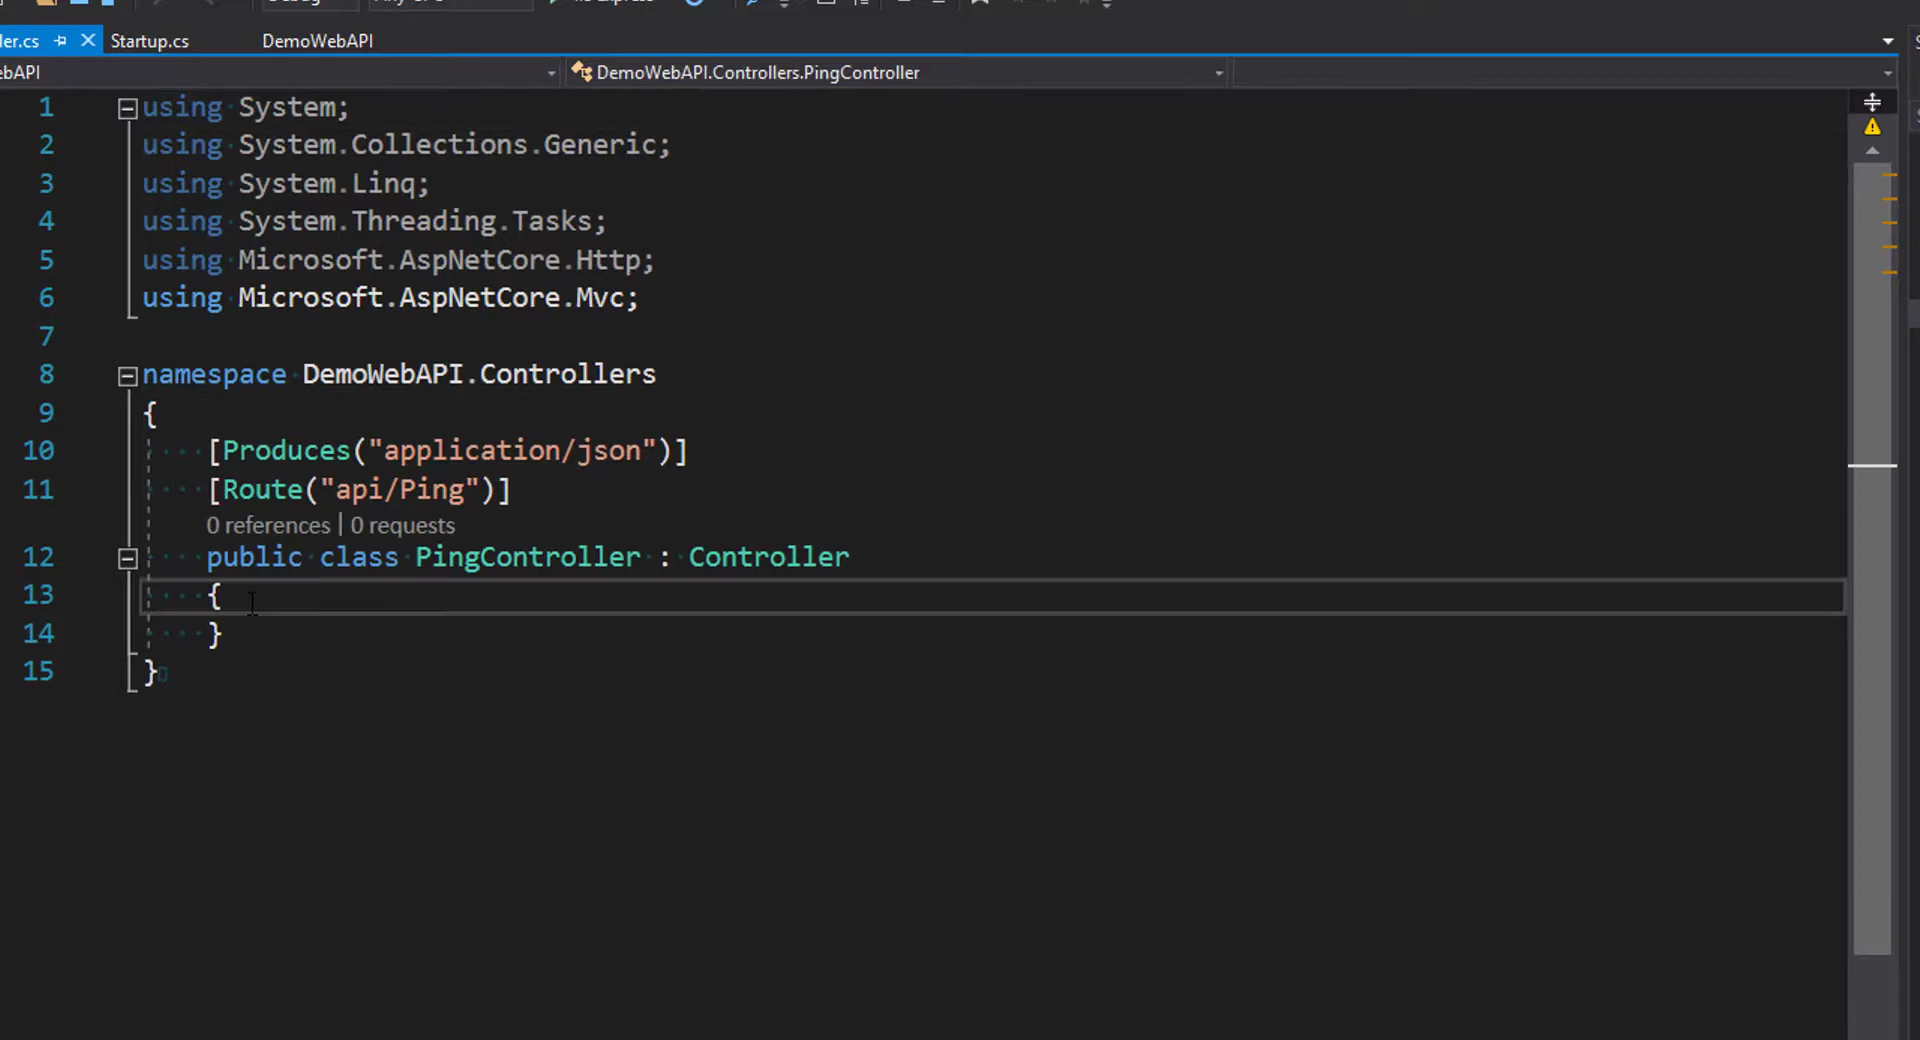 ler.cs Startup.cs DemoWebAPI
ebAPI DemoWebAPI.Controllers.PingController
1 using System;
2 using System.Collections.Generic;
3 using System.Linq;
4 using System.Threading.Tasks;
5 using Microsoft.AspNetCore.Http;
6 using Microsoft.AspNetCore.Mvc;
7
8 namespace DemoWebAPI.Controllers
9 {
10 [Produces("application/json")]
11 [Route("api/Ping")]
0 references | 0 requests
12 public class PingController : Controller
13 {
14 }
15 }